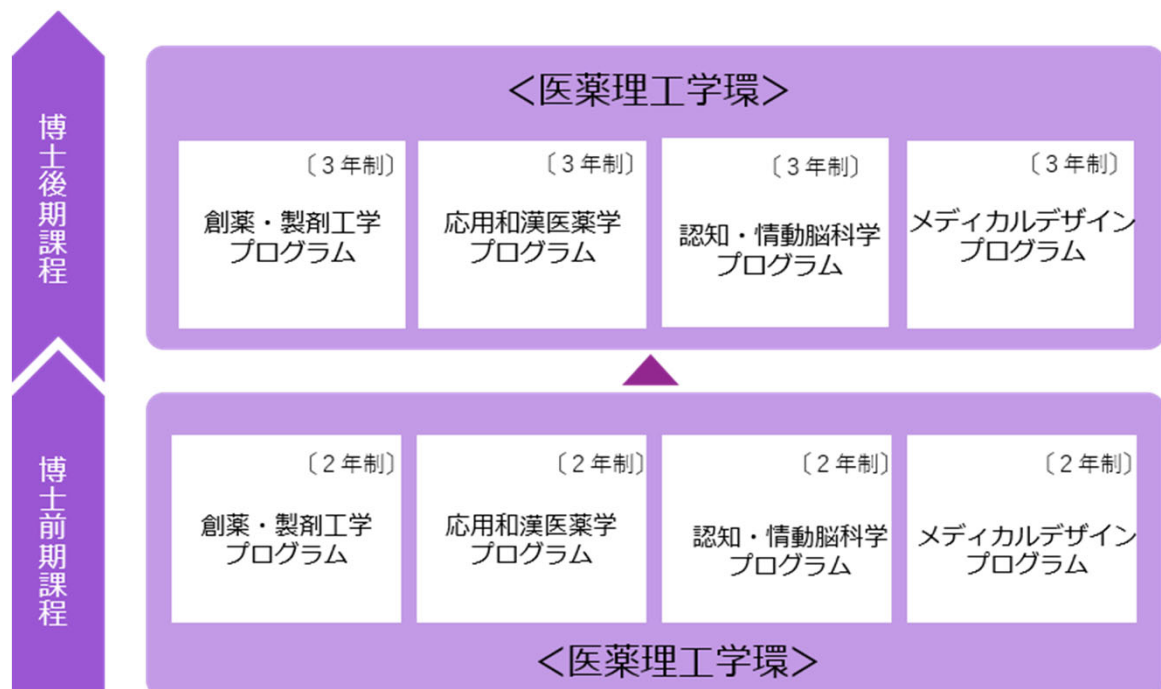 博士後期課程
＜医薬理工学環＞
〔３年制〕
創薬・製剤工学
プログラム
〔３年制〕
応用和漢医薬学
プログラム
〔３年制〕
認知・情動脳科学
プログラム
〔３年制〕
メディカルデザイン
プログラム
博士前期課程
〔２年制〕
創薬・製剤工学
プログラム
〔２年制〕
応用和漢医薬学
プログラム
〔２年制〕
認知・情動脳科学
プログラム
〔２年制〕
メディカルデザイン
プログラム
＜医薬理工学環＞